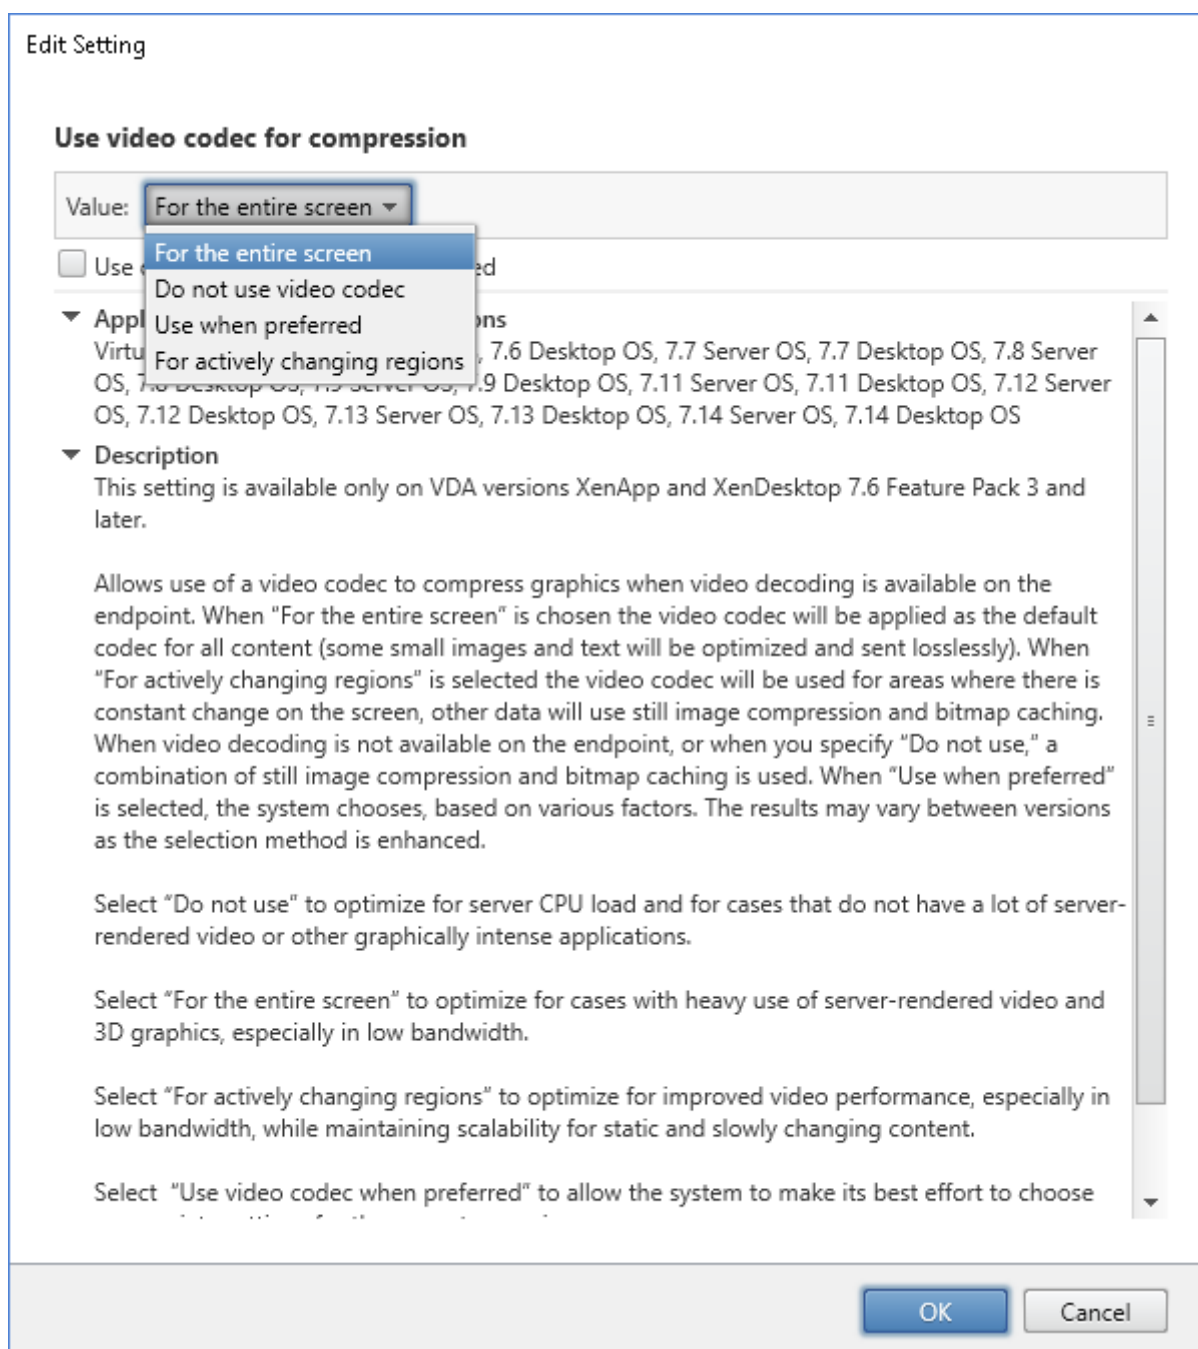 Edit Setting
Use video codec for compression
Value: For the entire screen
For the entire screen
Do not use video codec
Use when preferred
For actively changing regions
Use ed
Appl ons
Virtu , 7.6 Desktop OS, 7.7 Server OS, 7.7 Desktop OS, 7.8 Server
OS, 7.8 Desktop OS, 7.9 Server OS, 7.9 Desktop OS, 7.11 Server OS, 7.11 Desktop OS, 7.12 Server
OS, 7.12 Desktop OS, 7.13 Server OS, 7.13 Desktop OS, 7.14 Server OS, 7.14 Desktop OS
Description
This setting is available only on VDA versions XenApp and XenDesktop 7.6 Feature Pack 3 and
later.
Allows use of a video codec to compress graphics when video decoding is available on the
endpoint. When “For the entire screen” is chosen the video codec will be applied as the default
codec for all content (some small images and text will be optimized and sent losslessly). When
“For actively changing regions” is selected the video codec will be used for areas where there is
constant change on the screen, other data will use still image compression and bitmap caching.
When video decoding is not available on the endpoint, or when you specify “Do not use,” a
combination of still image compression and bitmap caching is used. When “Use when preferred”
is selected, the system chooses, based on various factors. The results may vary between versions
as the selection method is enhanced.
Select “Do not use” to optimize for server CPU load and for cases that do not have a lot of server-
rendered video or other graphically intense applications.
Select “For the entire screen” to optimize for cases with heavy use of server-rendered video and
3D graphics, especially in low bandwidth.
Select “For actively changing regions” to optimize for improved video performance, especially in
low bandwidth, while maintaining scalability for static and slowly changing content.
Select “Use video codec when preferred” to allow the system to make its best effort to choose
OK
Cancel